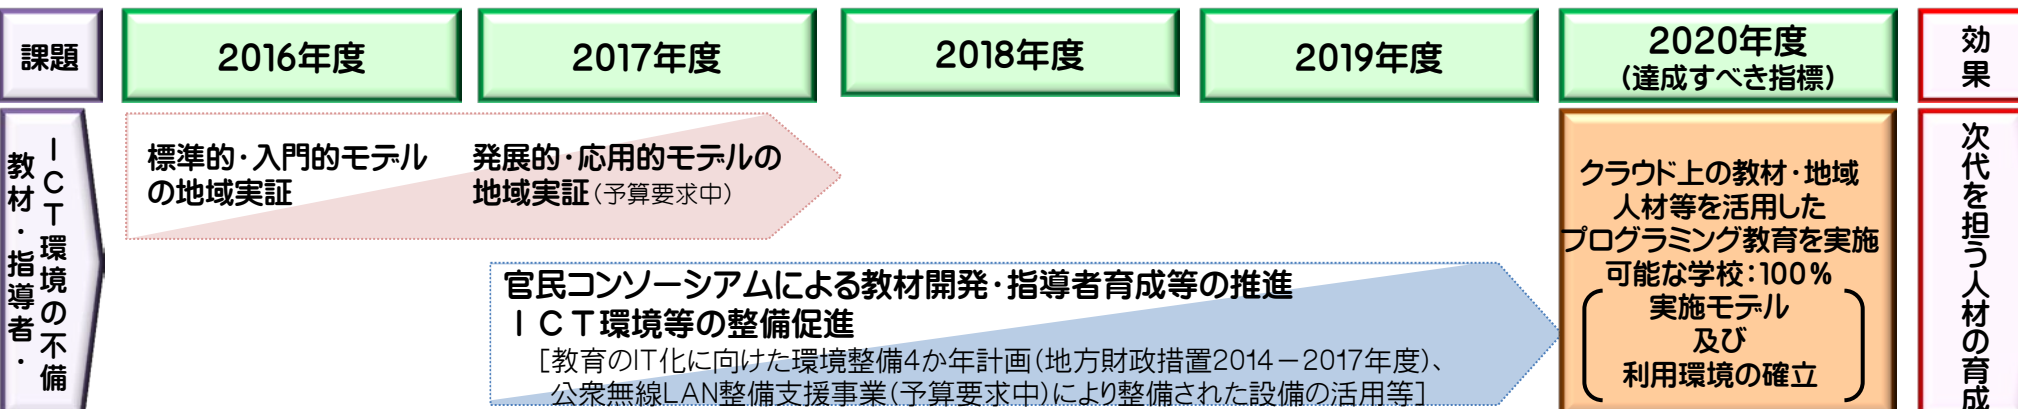 課題
2016年度
2017年度
2018年度
2019年度
2020年度
(達成すべき指標)
効果
教材・指導者・
ICT環境の不備
標準的・入門的モデル
の地域実証
発展的・応用的モデルの
地域実証(予算要求中)
官民コンソーシアムによる教材開発・指導者育成等の推進
ICT環境等の整備促進
[教育のIT化に向けた環境整備4か年計画(地方財政措置2014-2017年度)、
公衆無線LAN整備支援事業(予算要求中)により整備された設備の活用等]
クラウド上の教材・地域
人材等を活用した
プログラミング教育を実施
可能な学校:100%
実施モデル
及び
利用環境の確立
次代を担う人材の育成